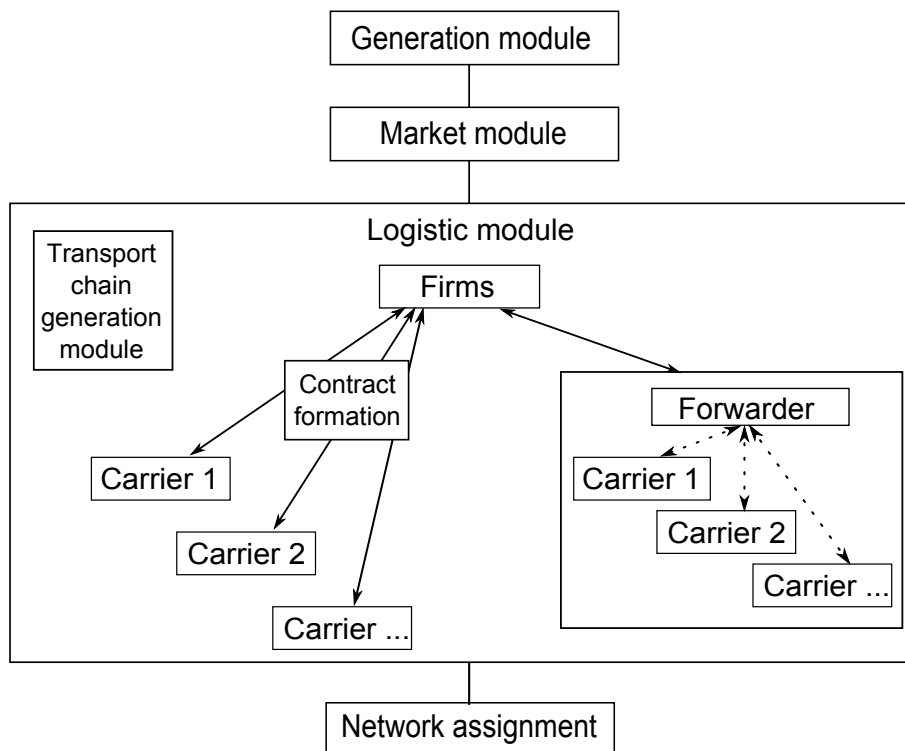 Generation module
Market module
Logistic module
Transport
chain
generation
module
Firms
Contract
formation
Carrier 1
Carrier 2
Carrier ...
Forwarder
Carrier 1
Carrier 2
Carrier ...
Network assignment